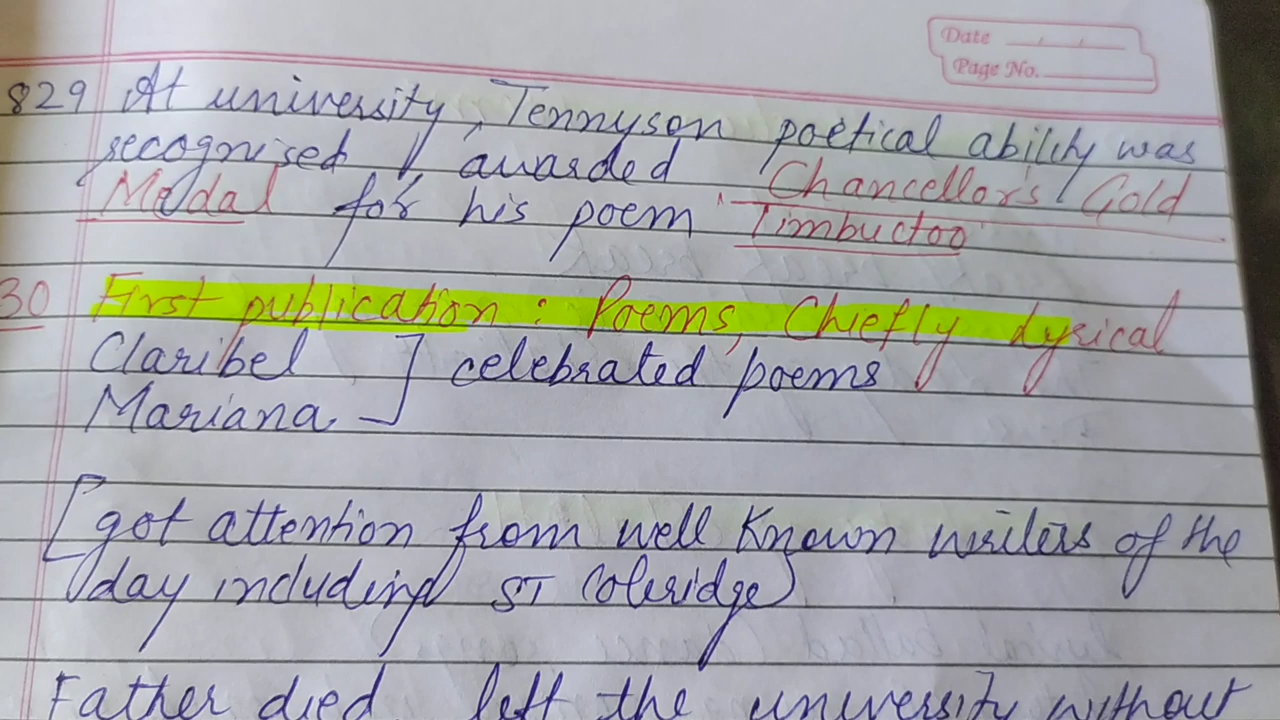 Date
Page No.
829 At university, Tennyson poetical ability was
recognised & awarded Chancellor's Gold
Medal for his poem 'Timbuctoo'
30 First publication : Poems, Chiefly Lyrical
Claribel ] celebrated poems
Mariana
[got attention from well known writers of the
day including ST Coleridge)
Father died, left the university without